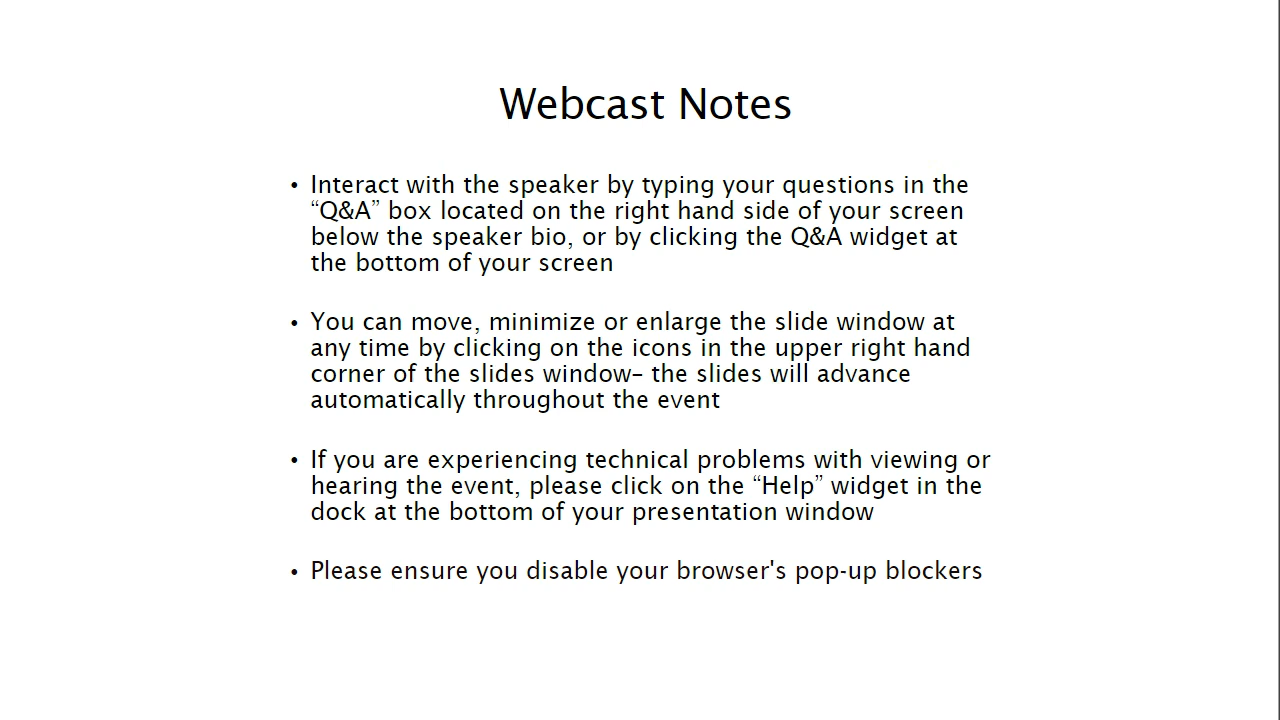 Webcast Notes
• Interact with the speaker by typing your questions in the
“Q&A” box located on the right hand side of your screen
below the speaker bio, or by clicking the Q&A widget at
the bottom of your screen
• You can move, minimize or enlarge the slide window at
any time by clicking on the icons in the upper right hand
corner of the slides window– the slides will advance
automatically throughout the event
• If you are experiencing technical problems with viewing or
hearing the event, please click on the “Help” widget in the
dock at the bottom of your presentation window
• Please ensure you disable your browser's pop-up blockers